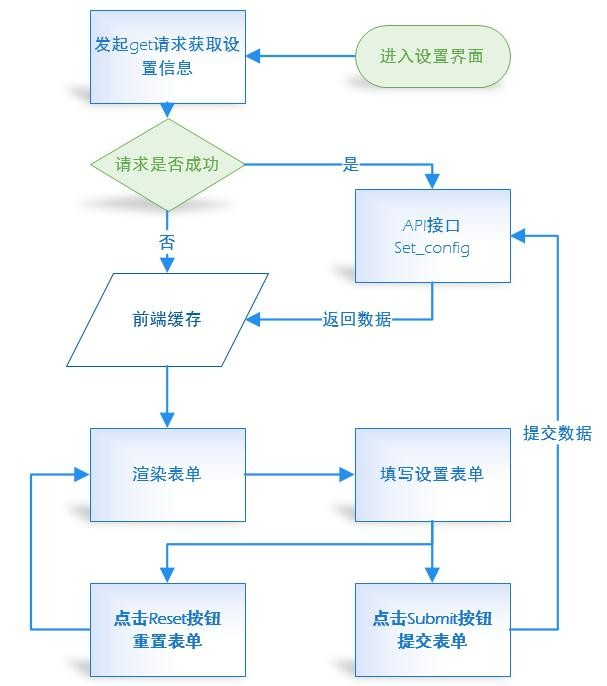 发起get请求获取设
置信息
进入设置界面
请求是否成功
是
否
API接口
Set_config
前端缓存
返回数据
提交数据
渲染表单
填写设置表单
点击Reset按钮
重置表单
点击Submit按钮
提交表单